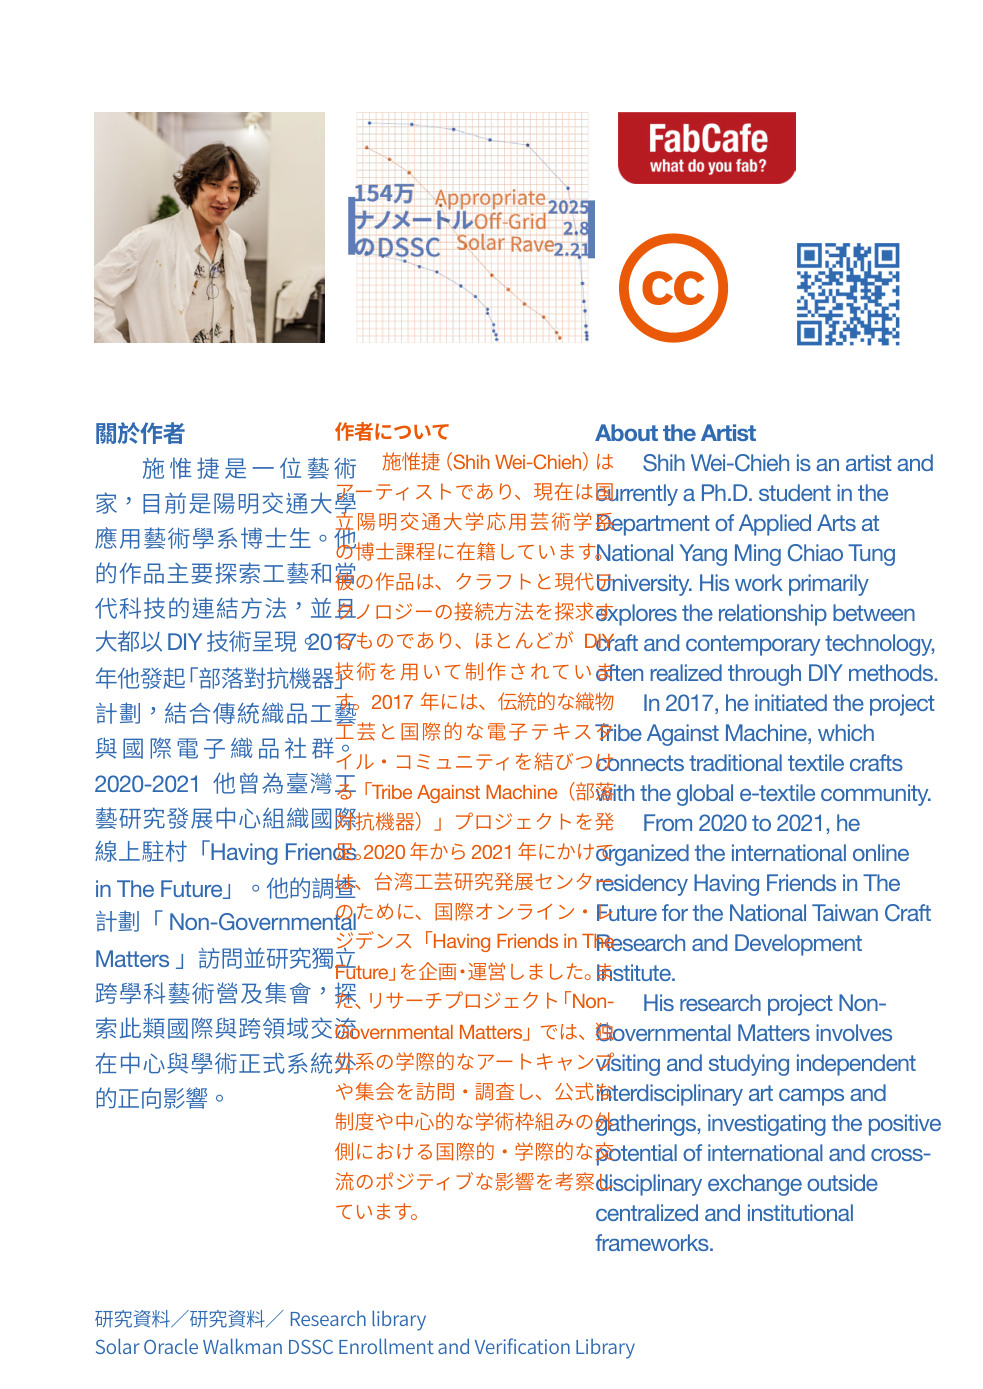 154万
ナノメートル
のDSSC
Appropriate
Off-Grid
Solar Rave
2025
2.8
2.21
FabCafe
what do you fab?
cc
關於作者
施惟捷是一位藝術
家，目前是陽明交通大學
應用藝術學系博士生。他
的作品主要探索工藝和當
代科技的連結方法，並且
大都以 DIY 技術呈現。2017
年他發起「部落對抗機器」
計劃，結合傳統織品工藝
與國際電子織品社群。
2020-2021 他曾為臺灣工
藝研究發展中心組織國際
線上駐村「Having Friends
in The Future」。他的調查
計劃「 Non-Governmental
Matters 」訪問並研究獨立
跨學科藝術營及集會，探
索此類國際與跨領域交流
在中心與學術正式系統外
的正向影響。
作者について
施惟捷（Shih Wei-Chieh）は
アーティストであり、現在は国
立陽明交通大学応用芸術学系
の博士課程に在籍しています。
彼の作品は、クラフトと現代テ
クノロジーの接続方法を探求す
るものであり、ほとんどが DIY
技術を用いて制作されていま
す。2017 年には、伝統的な織物
工芸と国際的な電子テキスタ
イル・コミュニティを結びつけ
る「Tribe Against Machine（部落
対抗機器）」プロジェクトを発
足。2020 年から 2021 年にかけて
は、台湾工芸研究発展センター
のために、国際オンライン・レ
ジデンス「Having Friends in The
Future」を企画・運営しました。ま
た、リサーチプロジェクト「Non-
Governmental Matters」では、独
立系の学際的なアートキャンプ
や集会を訪問・調査し、公式な
制度や中心的な学術枠組みの外
側における国際的・学際的な交
流のポジティブな影響を考察し
ています。
About the Artist
Shih Wei-Chieh is an artist and
currently a Ph.D. student in the
Department of Applied Arts at
National Yang Ming Chiao Tung
University. His work primarily
explores the relationship between
craft and contemporary technology,
often realized through DIY methods.
In 2017, he initiated the project
Tribe Against Machine, which
connects traditional textile crafts
with the global e-textile community.
From 2020 to 2021, he
organized the international online
residency Having Friends in The
Future for the National Taiwan Craft
Research and Development
Institute.
His research project Non-
Governmental Matters involves
visiting and studying independent
interdisciplinary art camps and
gatherings, investigating the positive
potential of international and cross-
disciplinary exchange outside
centralized and institutional
frameworks.
研究資料／研究資料／ Research library
Solar Oracle Walkman DSSC Enrollment and Verification Library